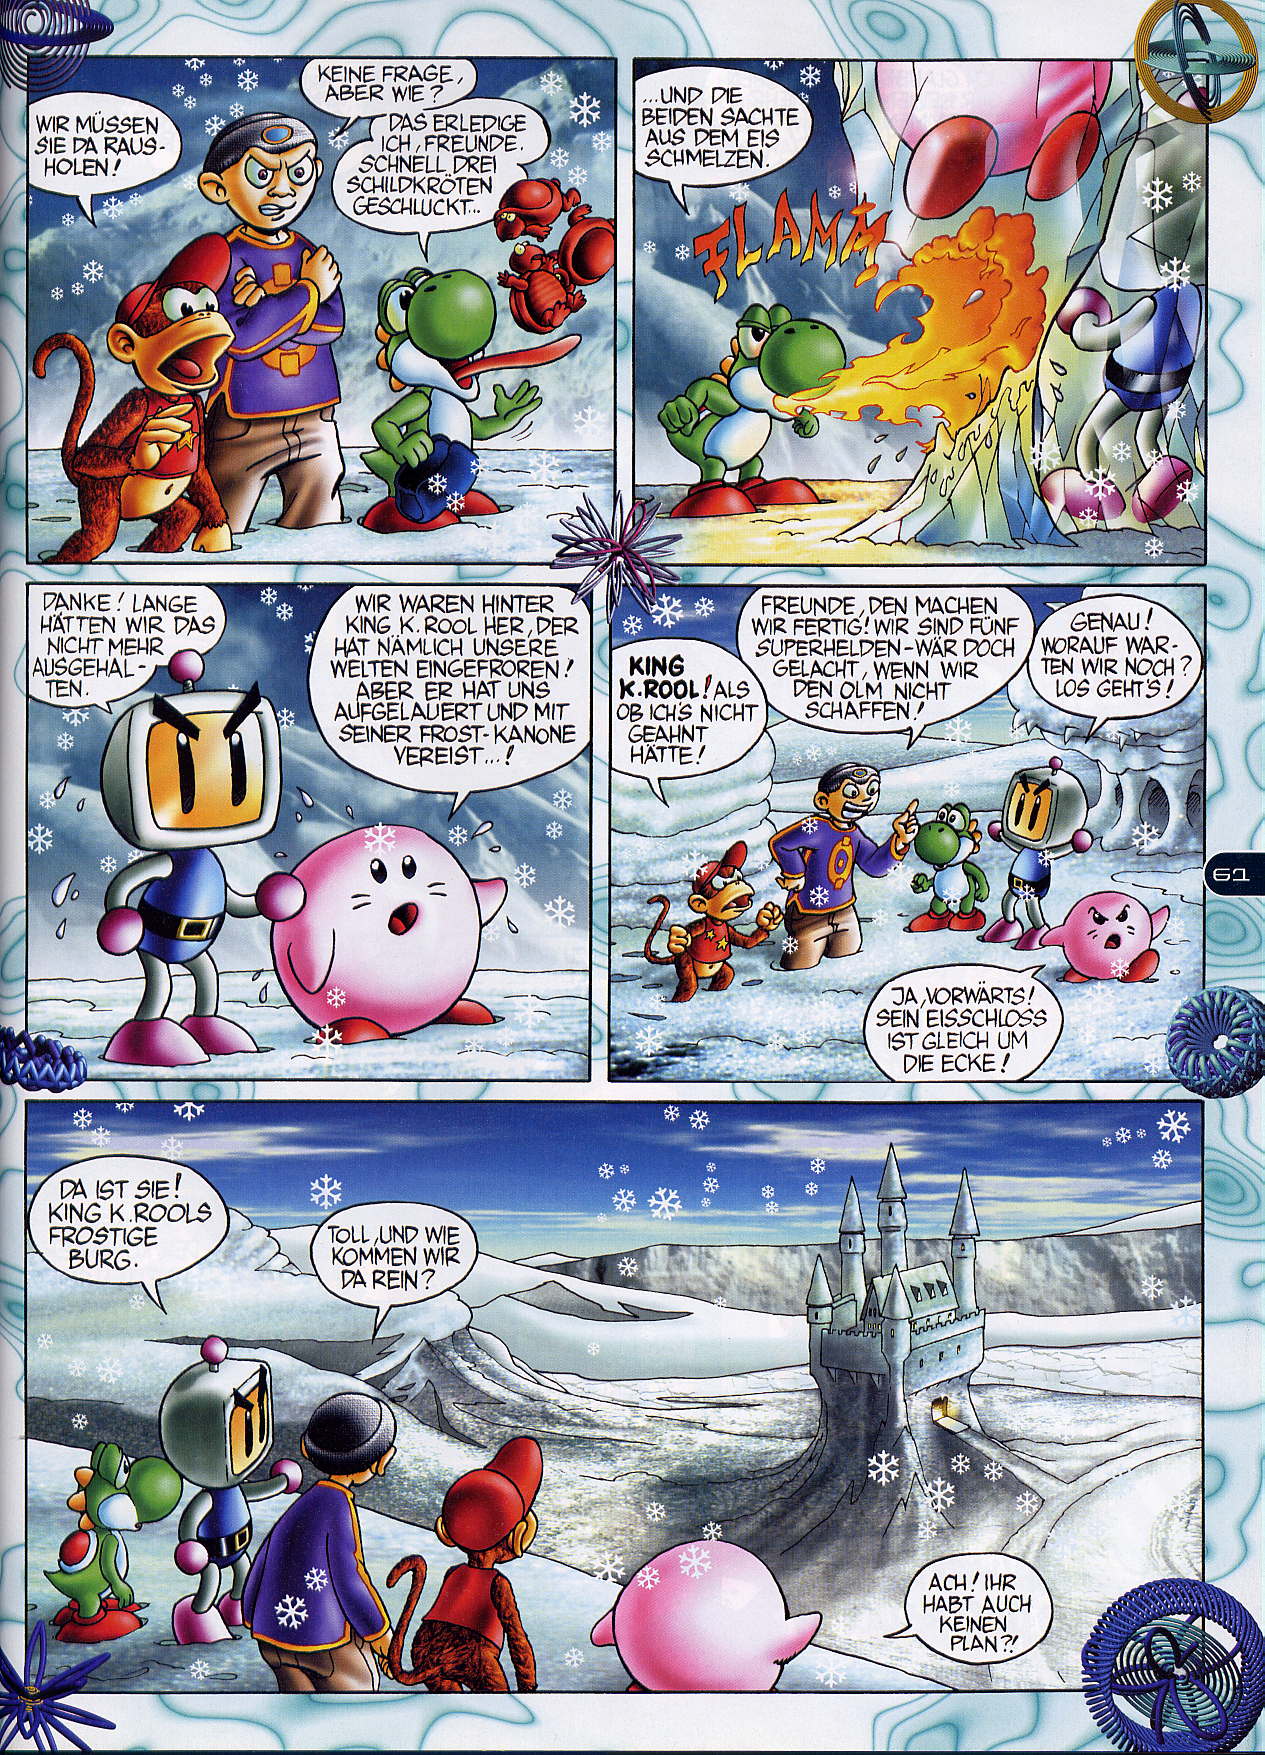 WIR MÜSSEN
SIE DA RAUS-
HOLEN!
KEINE FRAGE,
ABER WIE?
DAS ERLEDIGE
ICH, FREUNDE.
SCHNELL DREI
SCHILDKRÖTEN
GESCHLUCKT...
...UND DIE
BEIDEN SACHTE
AUS DEM EIS
SCHMELZEN.
FLAMM
DANKE! LANGE
HÄTTEN WIR DAS
NICHT MEHR
AUSGEHAL-
TEN.
WIR WAREN HINTER
KING K.ROOL HER, DER
HAT NÄMLICH UNSERE
WELTEN EINGEFROREN!
ABER ER HAT UNS
AUFGELAUERT UND MIT
SEINER FROST-KANONE
VEREIST...!
KING
K.ROOL! ALS
OB ICH'S NICHT
GEAHNT
HÄTTE!
FREUNDE, DEN MACHEN
WIR FERTIG! WIR SIND FÜNF
SUPERHELDEN-WÄR DOCH
GELACHT, WENN WIR
DEN OLM NICHT
SCHAFFEN!
GENAU!
WORAUF WAR-
TEN WIR NOCH?
LOS GEHT'S!
JA, VORWÄRTS!
SEIN EISSCHLOSS
IST GLEICH UM
DIE ECKE!
61
DA IST SIE!
KING K.ROOLS
FROSTIGE
BURG.
TOLL, UND WIE
KOMMEN WIR
DA REIN?
ACH! IHR
HABT AUCH
KEINEN
PLAN?!